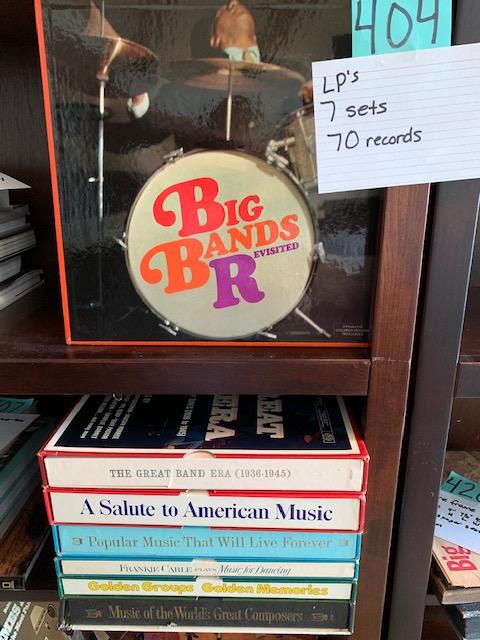 404
LP's
7 sets
70 records
BIG
BANDS
REVISITED
THE GREAT BAND ERA (1936-1945)
A Salute to American Music
Popular Music That Will Live Forever
FRANKIE CARLE PLAYS Music for Dancing
Golden Groups Golden Memories
Music of the World's Great Composers